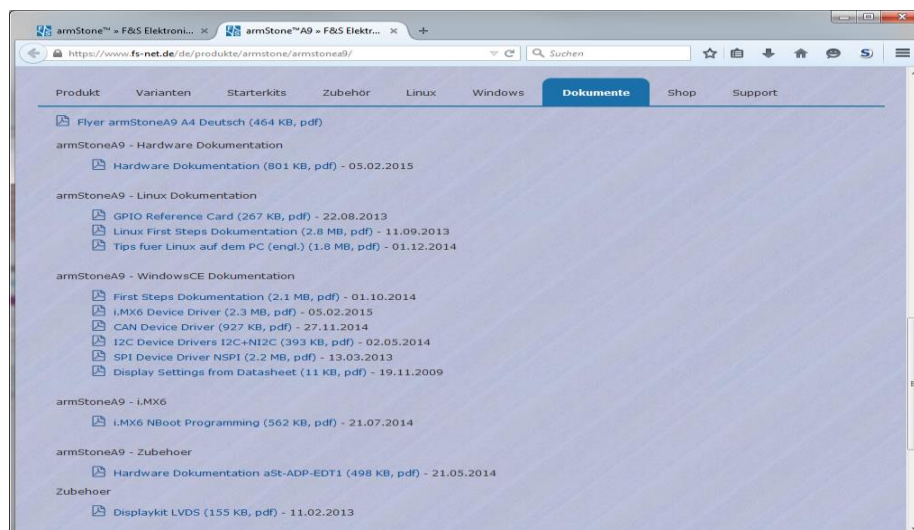 armStone™ » F&S Elektroni...
armStone™A9 » F&S Elektr...
https://www.fs-net.de/de/produkte/armstone/armstonea9/
Suchen
Produkt Varianten Starterkits Zubehör Linux Windows Dokumente Shop Support
Flyer armStoneA9 A4 Deutsch (464 KB, pdf)
armStoneA9 - Hardware Dokumentation
Hardware Dokumentation (801 KB, pdf) - 05.02.2015
armStoneA9 - Linux Dokumentation
GPIO Reference Card (267 KB, pdf) - 22.08.2013
Linux First Steps Dokumentation (2.8 MB, pdf) - 11.09.2013
Tips fuer Linux auf dem PC (engl.) (1.8 MB, pdf) - 01.12.2014
armStoneA9 - WindowsCE Dokumentation
First Steps Dokumentation (2.1 MB, pdf) - 01.10.2014
i.MX6 Device Driver (2.3 MB, pdf) - 05.02.2015
CAN Device Driver (927 KB, pdf) - 27.11.2014
I2C Device Drivers I2C+NI2C (393 KB, pdf) - 02.05.2014
SPI Device Driver NSPI (2.2 MB, pdf) - 13.03.2013
Display Settings from Datasheet (11 KB, pdf) - 19.11.2009
armStoneA9 - i.MX6
i.MX6 NBoot Programming (562 KB, pdf) - 21.07.2014
armStoneA9 - Zubehoer
Hardware Dokumentation aSt-ADP-EDT1 (498 KB, pdf) - 21.05.2014
Zubehoer
Displaykit LVDS (155 KB, pdf) - 11.02.2013